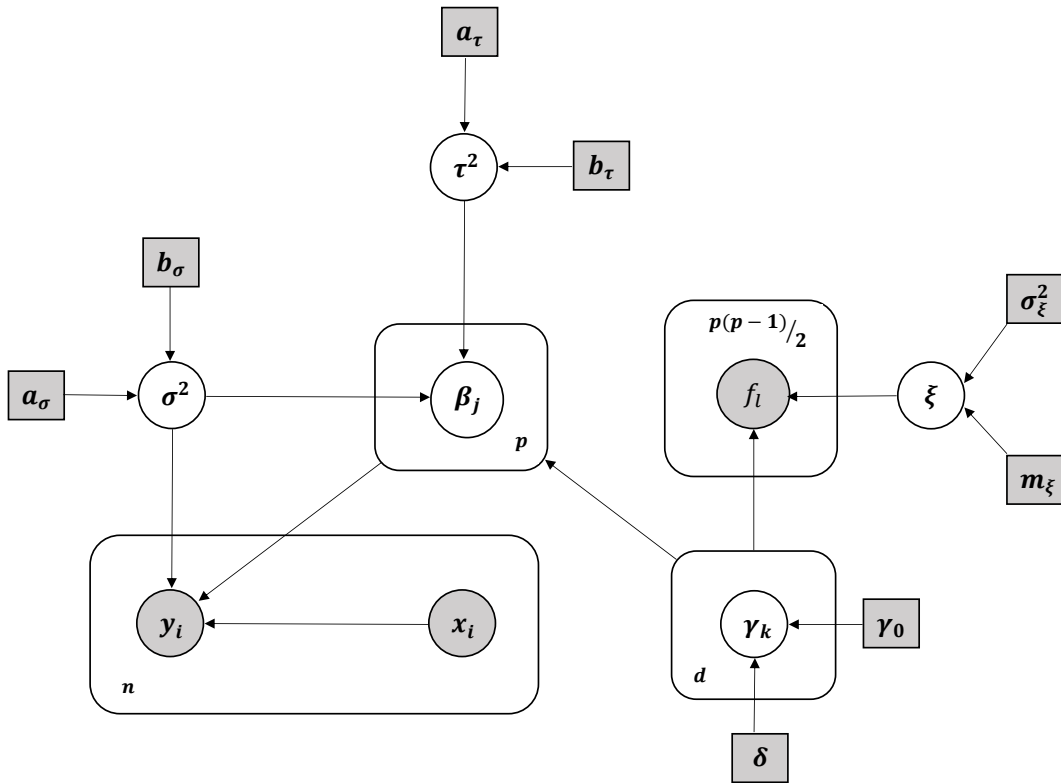 a_τ
τ²
b_τ
b_σ
σ²_ξ
p(p−1)/2
a_σ
σ²
β_j
f_l
ξ
p
m_ξ
y_i
x_i
γ_k
γ_0
n
d
δ